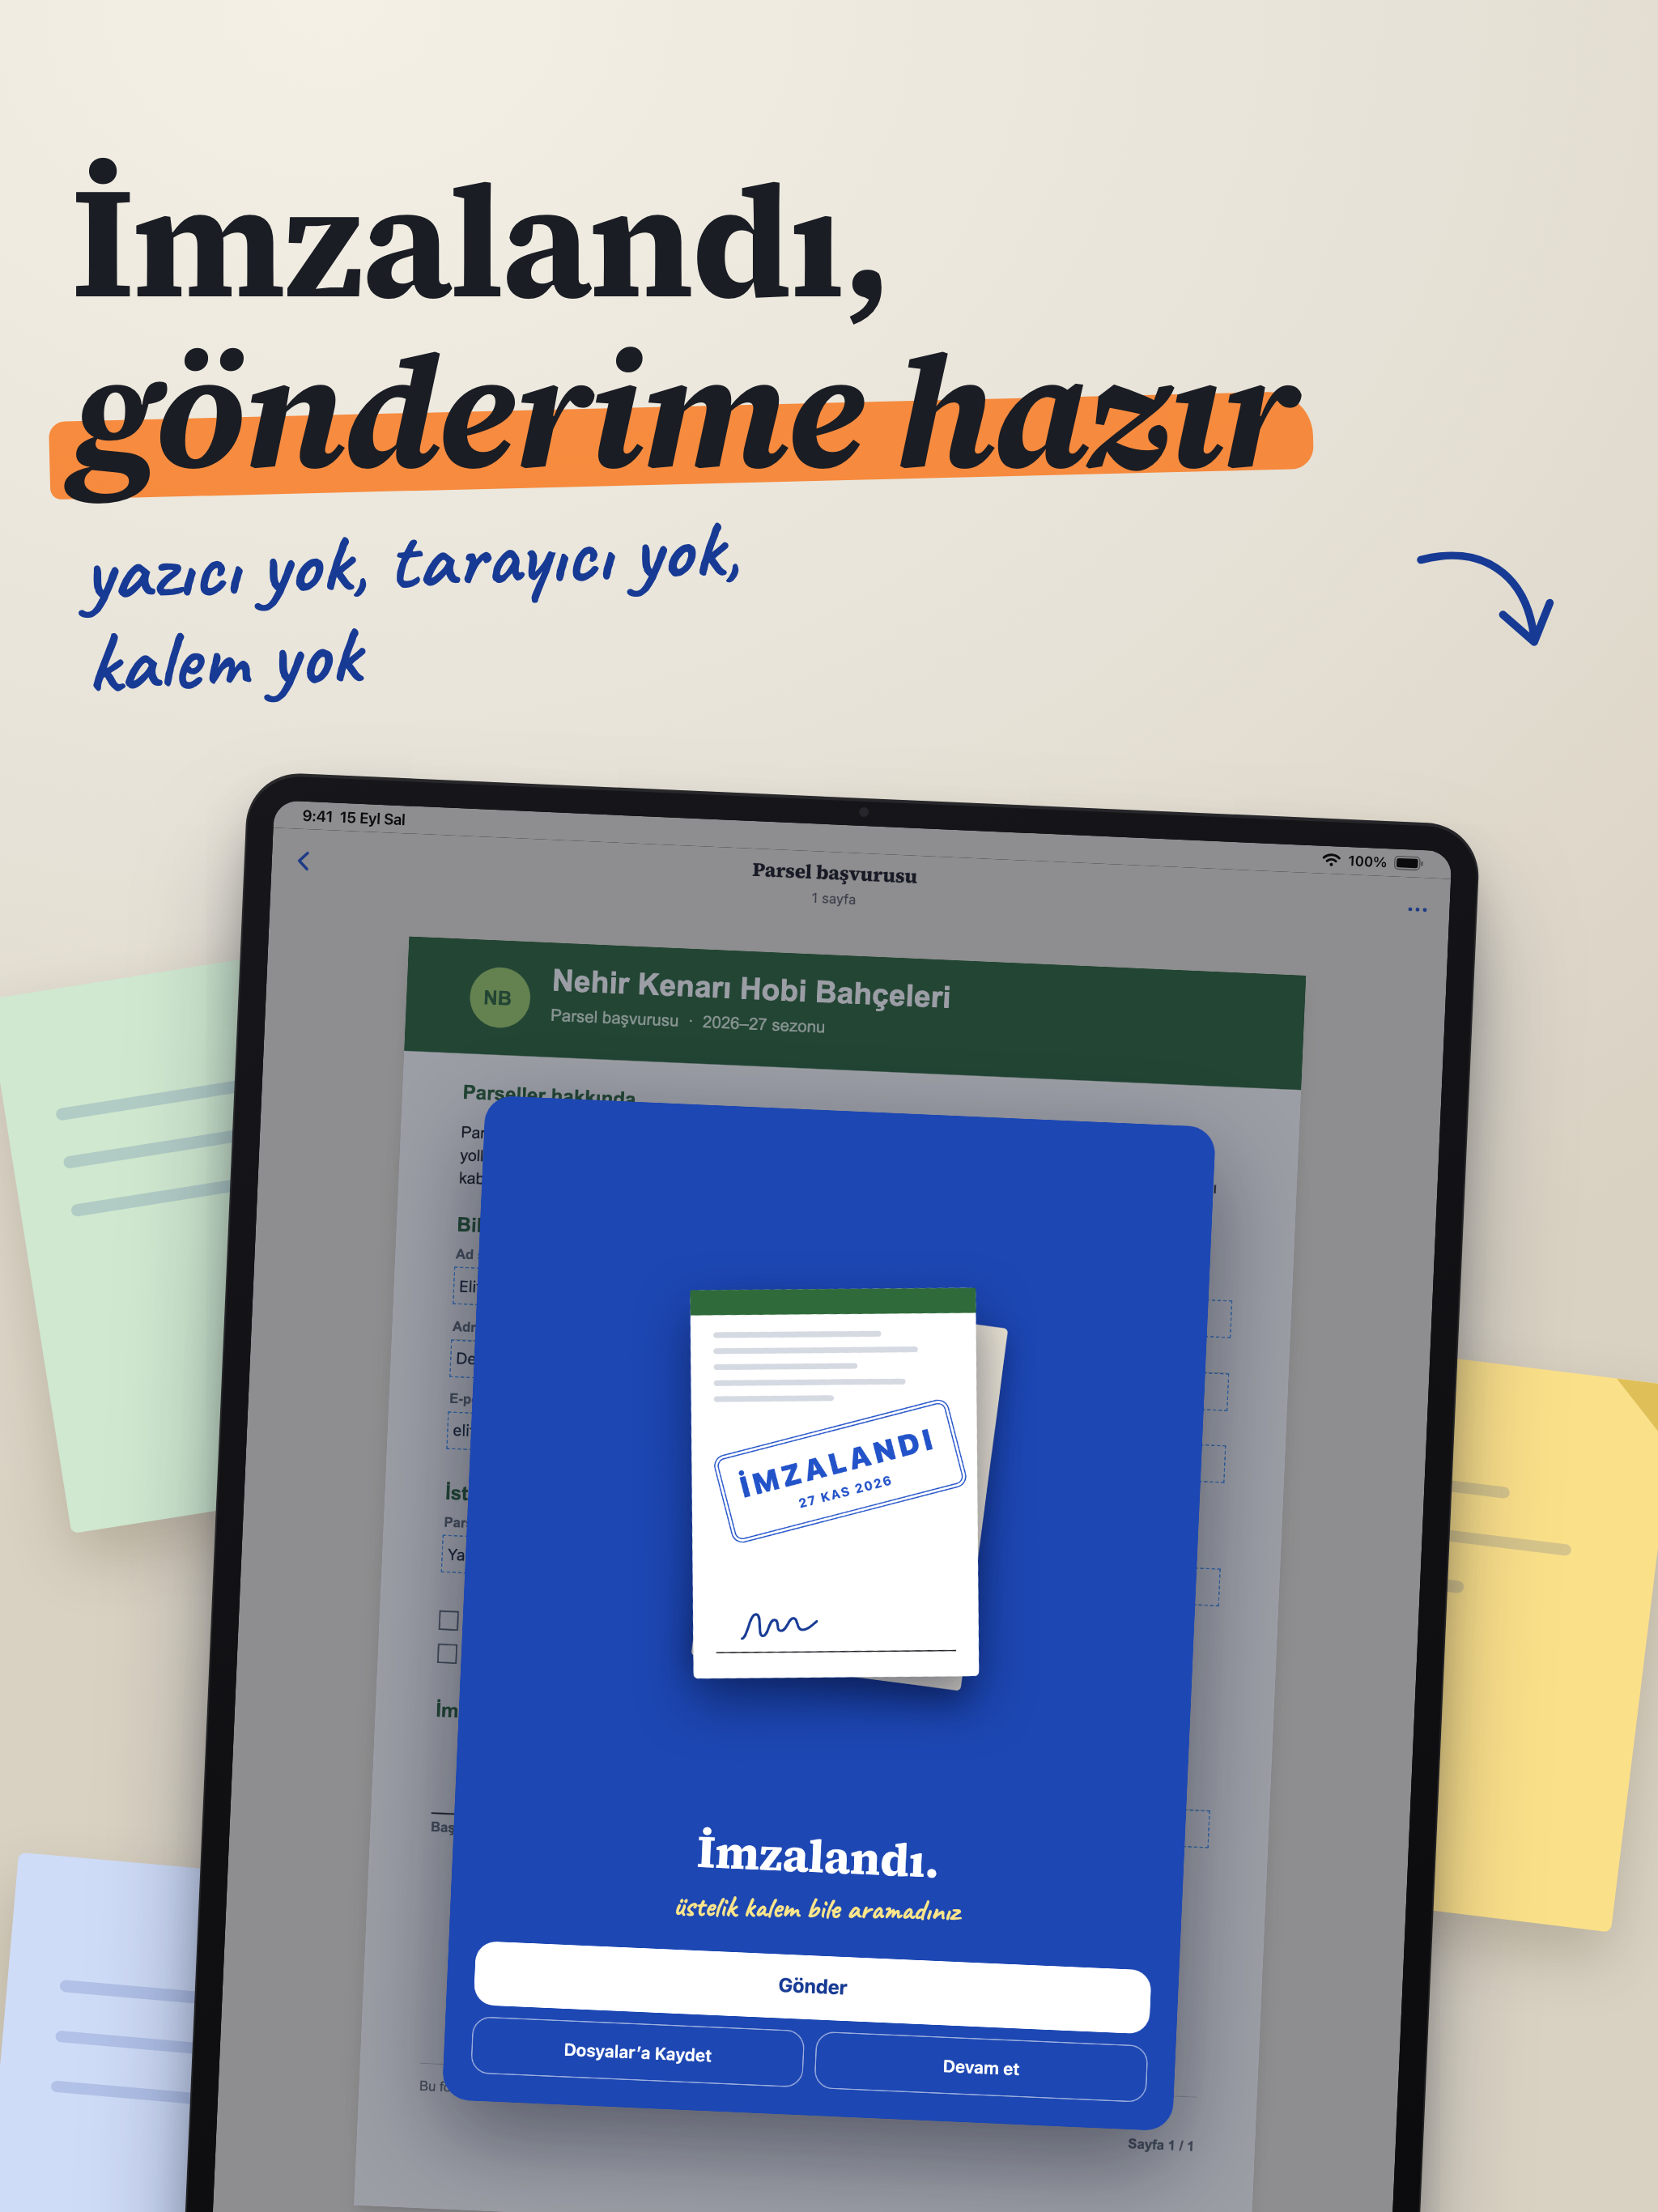 İmzalandı,
gönderime hazır
yazıcı yok, tarayıcı yok,
kalem yok
9:41 15 Eyl Sal
100%
Parsel başvurusu
1 sayfa
NB
Nehir Kenarı Hobi Bahçeleri
Parsel başvurusu · 2026–27 sezonu
Parseller hakkında
İMZALANDI
27 KAS 2026
İmzalandı.
üstelik kalem bile aramadınız
Gönder
Dosyalar’a Kaydet
Devam et
Sayfa 1 / 1